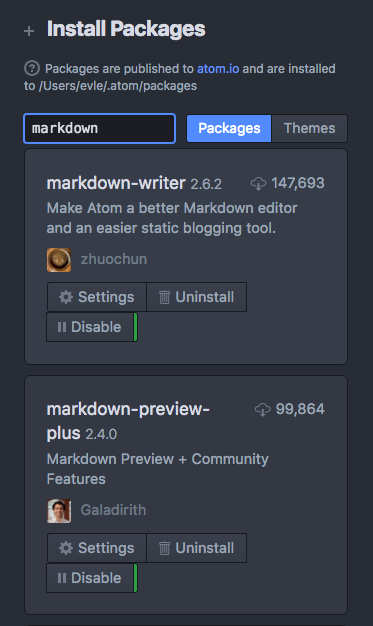 Install Packages
Packages are published to atom.io and are installed
to /Users/evle/.atom/packages
markdown
Packages Themes
markdown-writer 2.6.2 147,693
Make Atom a better Markdown editor
and an easier static blogging tool.
zhuochun
Settings Uninstall
Disable
markdown-preview- 99,864
plus 2.4.0
Markdown Preview + Community
Features
Galadirith
Settings Uninstall
Disable